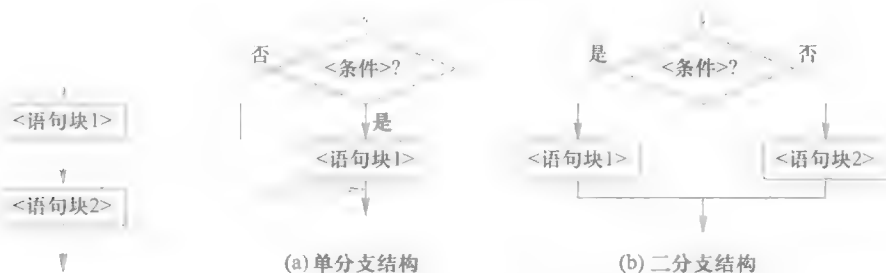 <语句块1>
<语句块2>
否
<条件>?
是
<语句块1>
(a) 单分支结构
是
<条件>?
否
<语句块1>
<语句块2>
(b) 二分支结构